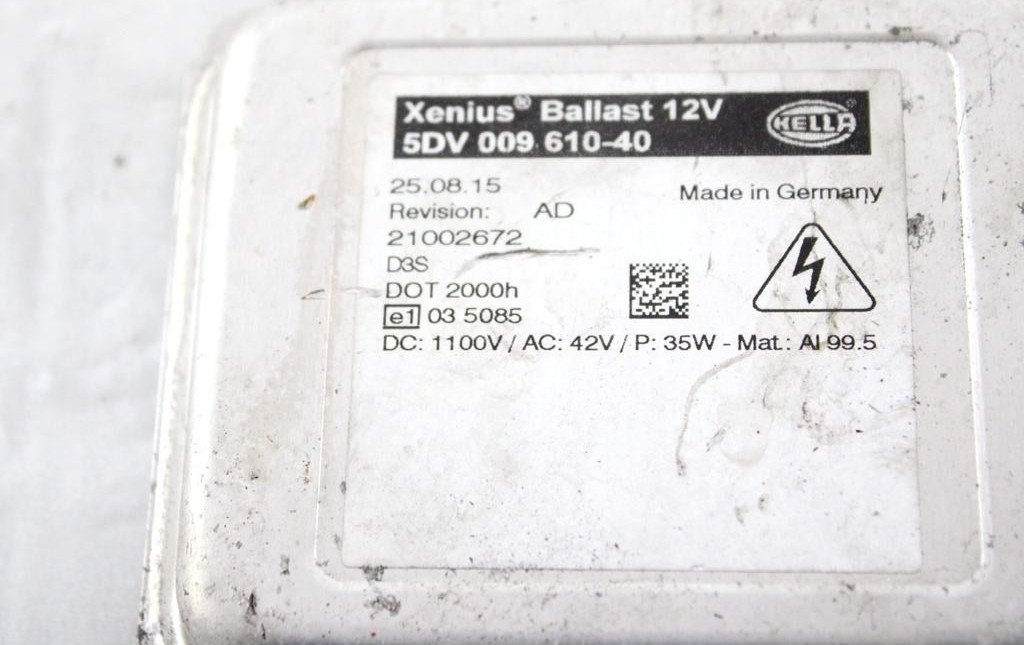 Xenius® Ballast 12V
5DV 009 610-40
HELLA
25.08.15
Made in Germany
Revision: AD
21002672
D3S
DOT 2000h
e1 03 5085
DC: 1100V / AC: 42V / P: 35W - Mat.: Al 99.5